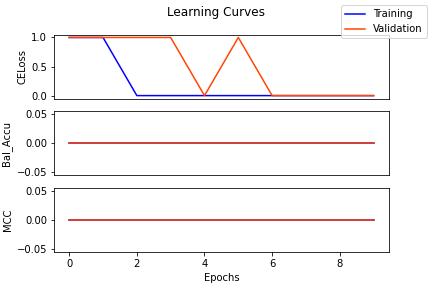 Learning Curves
Training
Validation
1.0
0.5
0.0
CELoss
0.05
0.00
−0.05
Bal_Accu
0.05
0.00
−0.05
MCC
0 2 4 6 8
Epochs